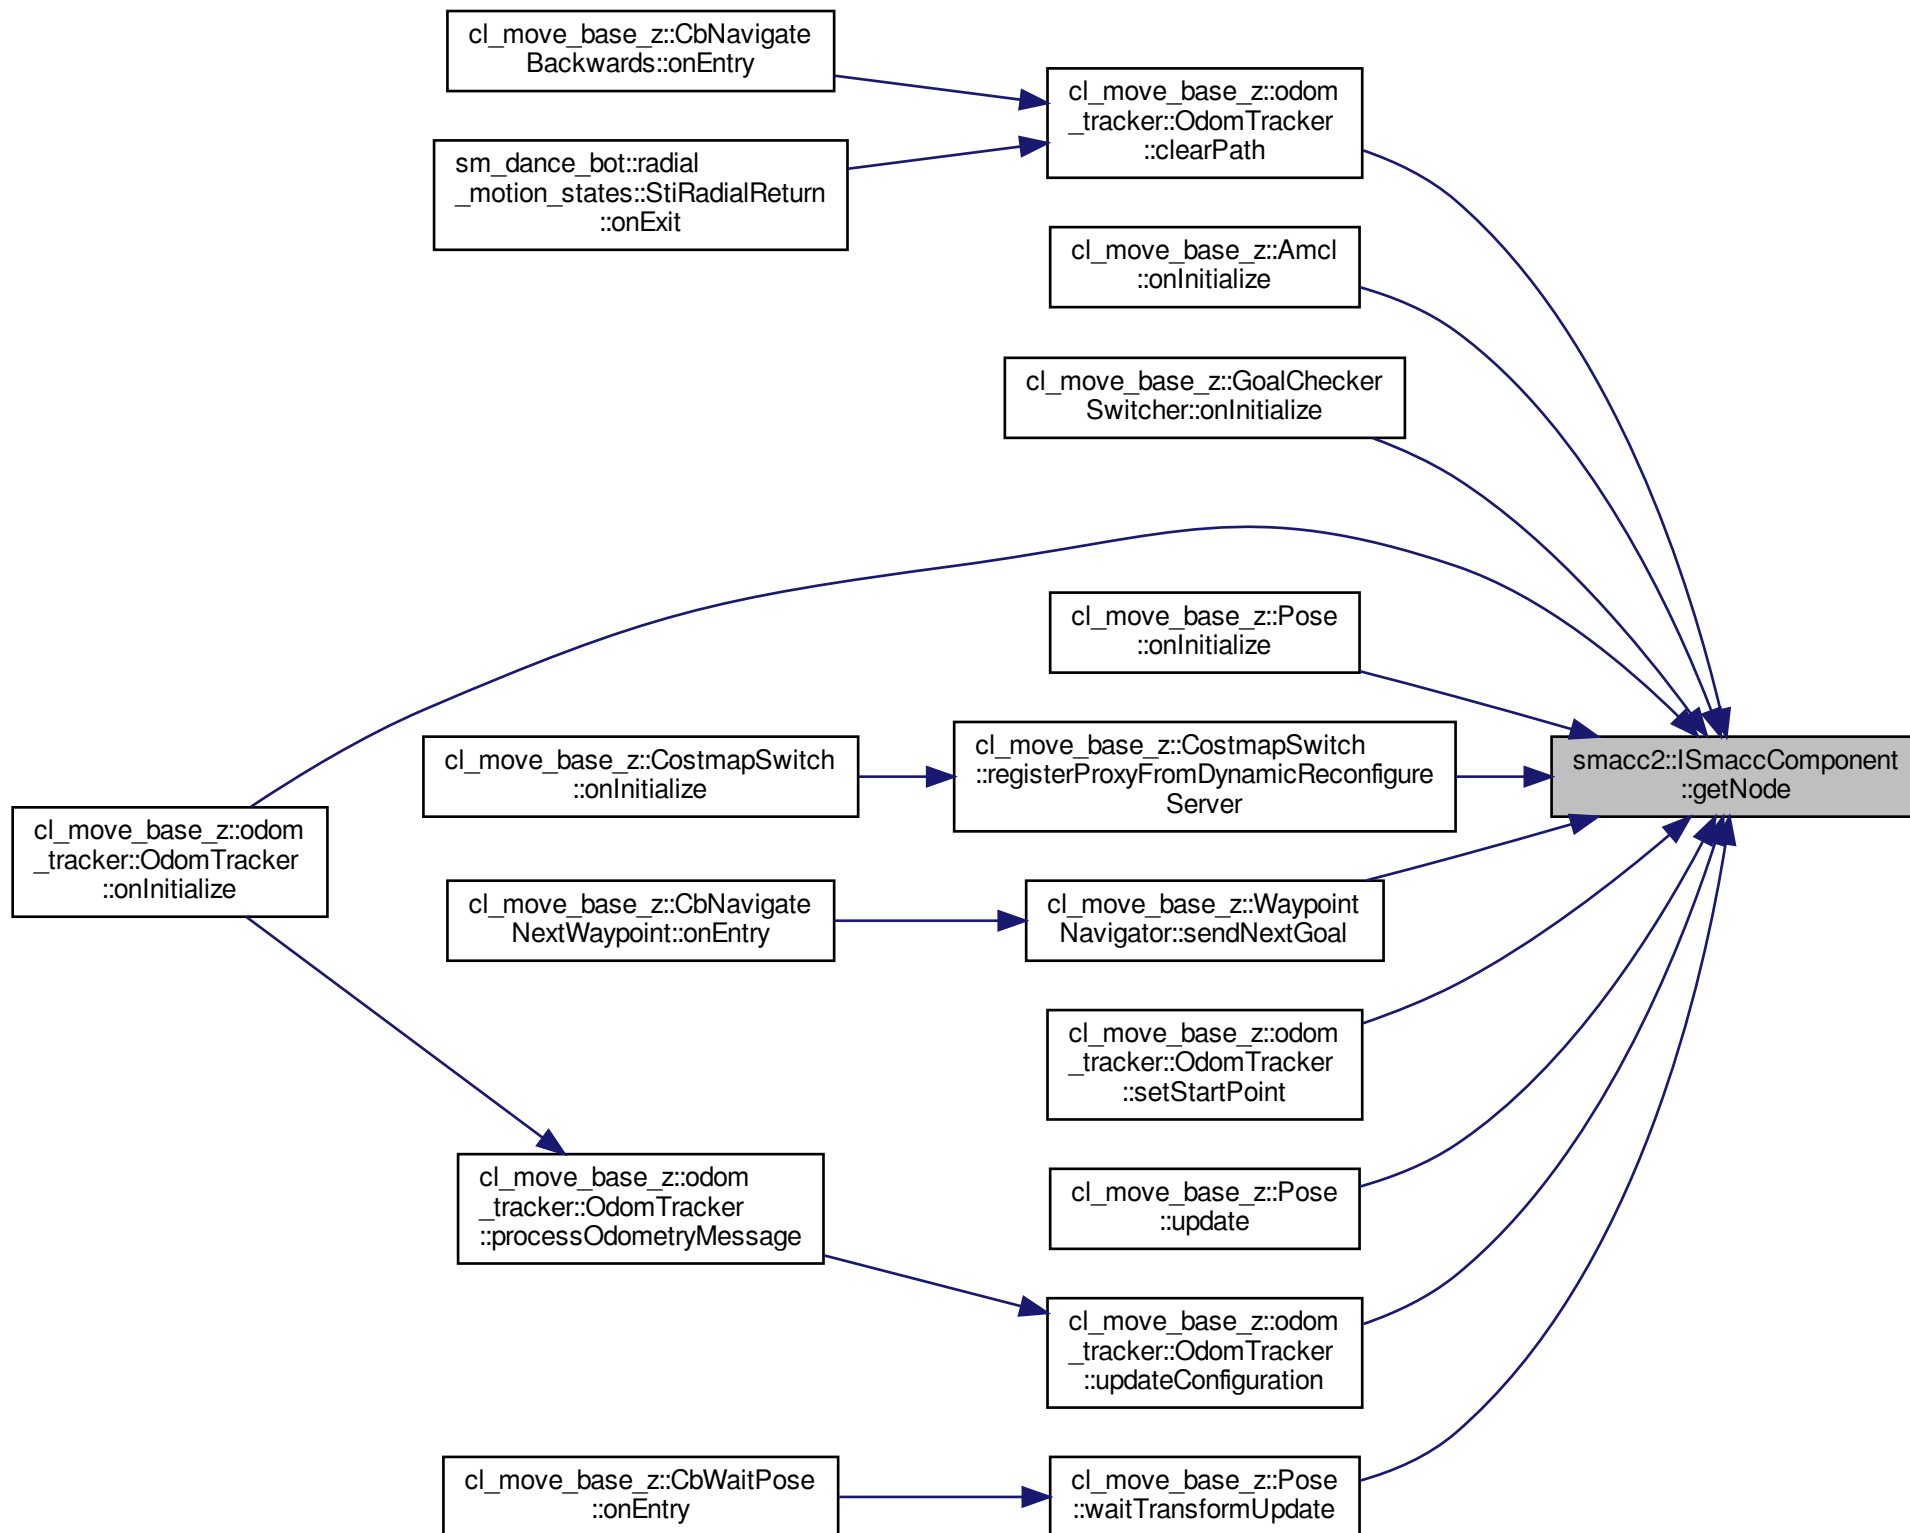 cl_move_base_z::CbNavigate
Backwards::onEntry
cl_move_base_z::odom
_tracker::OdomTracker
::clearPath
sm_dance_bot::radial
_motion_states::StiRadialReturn
::onExit
cl_move_base_z::Amcl
::onInitialize
cl_move_base_z::GoalChecker
Switcher::onInitialize
cl_move_base_z::Pose
::onInitialize
cl_move_base_z::CostmapSwitch
::onInitialize
cl_move_base_z::CostmapSwitch
::registerProxyFromDynamicReconfigure
Server
smacc2::ISmaccComponent
::getNode
cl_move_base_z::odom
_tracker::OdomTracker
::onInitialize
cl_move_base_z::CbNavigate
NextWaypoint::onEntry
cl_move_base_z::Waypoint
Navigator::sendNextGoal
cl_move_base_z::odom
_tracker::OdomTracker
::setStartPoint
cl_move_base_z::odom
_tracker::OdomTracker
::processOdometryMessage
cl_move_base_z::Pose
::update
cl_move_base_z::odom
_tracker::OdomTracker
::updateConfiguration
cl_move_base_z::CbWaitPose
::onEntry
cl_move_base_z::Pose
::waitTransformUpdate